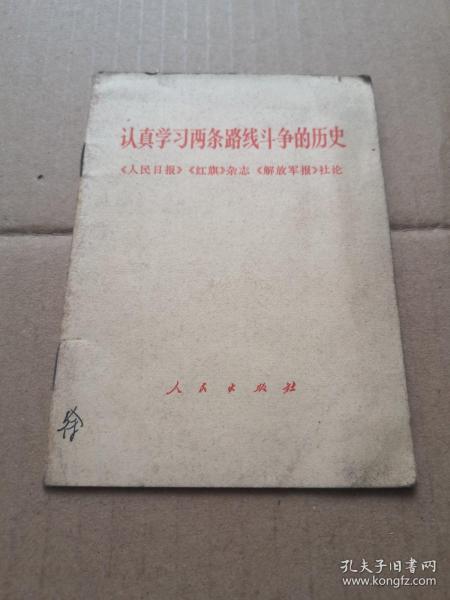 认真学习两条路线斗争的历史
《人民日报》《红旗》杂志《解放军报》社论
人民出版社
徐
孔夫子旧书网
www.kongfz.com